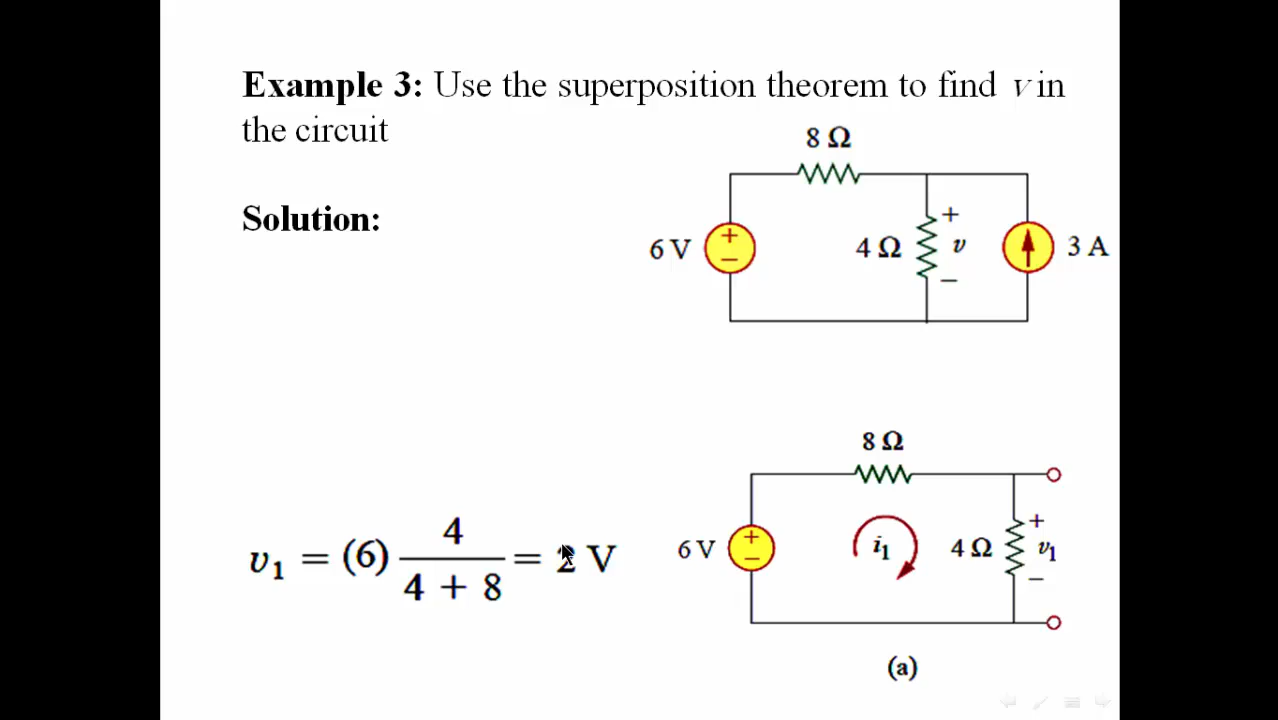 Example 3: Use the superposition theorem to find v in
the circuit
8 Ω
Solution:
6 V
+
−
4 Ω
+
v
−
3 A
8 Ω
v₁ = (6) 4 / (4 + 8) = 2 V
6 V
+
−
i₁
4 Ω
+
v₁
−
(a)